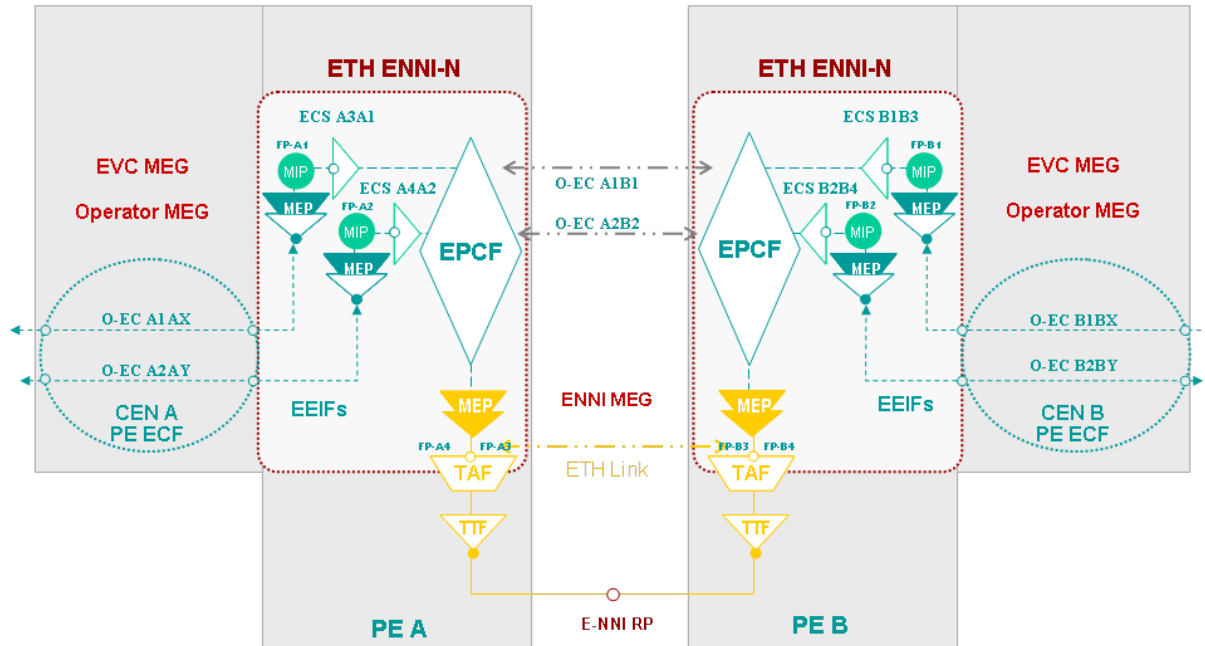 ETH ENNI-N
ETH ENNI-N
ECS A3A1
ECS B1B3
FP-A1
FP-B1
EVC MEG
MIP
MIP
EVC MEG
ECS A4A2
ECS B2B4
O-EC A1B1
MEP
FP-A2
FP-B2
MEP
Operator MEG
MIP
O-EC A2B2
MIP
Operator MEG
EPCF
EPCF
MEP
MEP
O-EC A1AX
O-EC B1BX
O-EC A2AY
O-EC B2BY
EEIFs
MEP
ENNI MEG
MEP
EEIFs
CEN A
PE ECF
CEN B
PE ECF
FP-A4
FP-A3
FP-B3
FP-B4
TAF
ETH Link
TAF
TTF
TTF
E-NNI RP
PE A
PE B